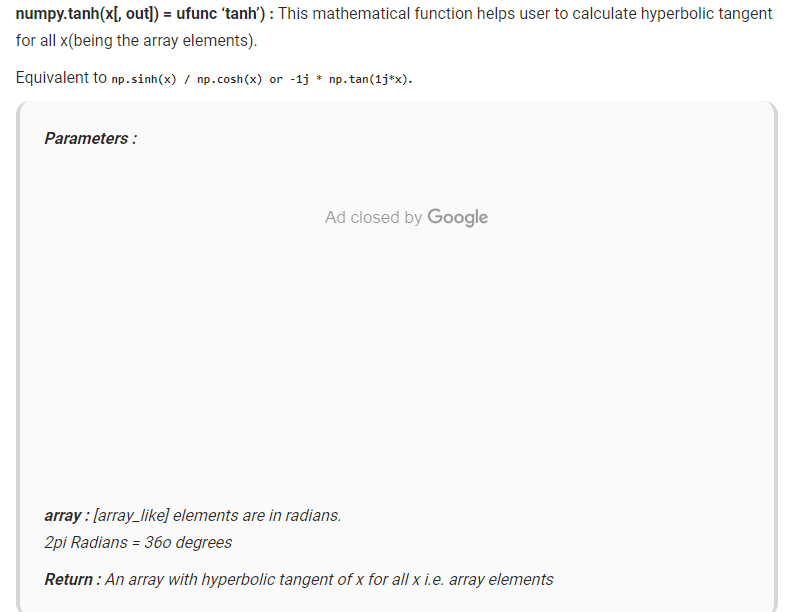 numpy.tanh(x[, out]) = ufunc ‘tanh’) : This mathematical function helps user to calculate hyperbolic tangent
for all x(being the array elements).
Equivalent to np.sinh(x) / np.cosh(x) or -1j * np.tan(1j*x).
Parameters :
Ad closed by Google
array : [array_like] elements are in radians.
2pi Radians = 36o degrees
Return : An array with hyperbolic tangent of x for all x i.e. array elements